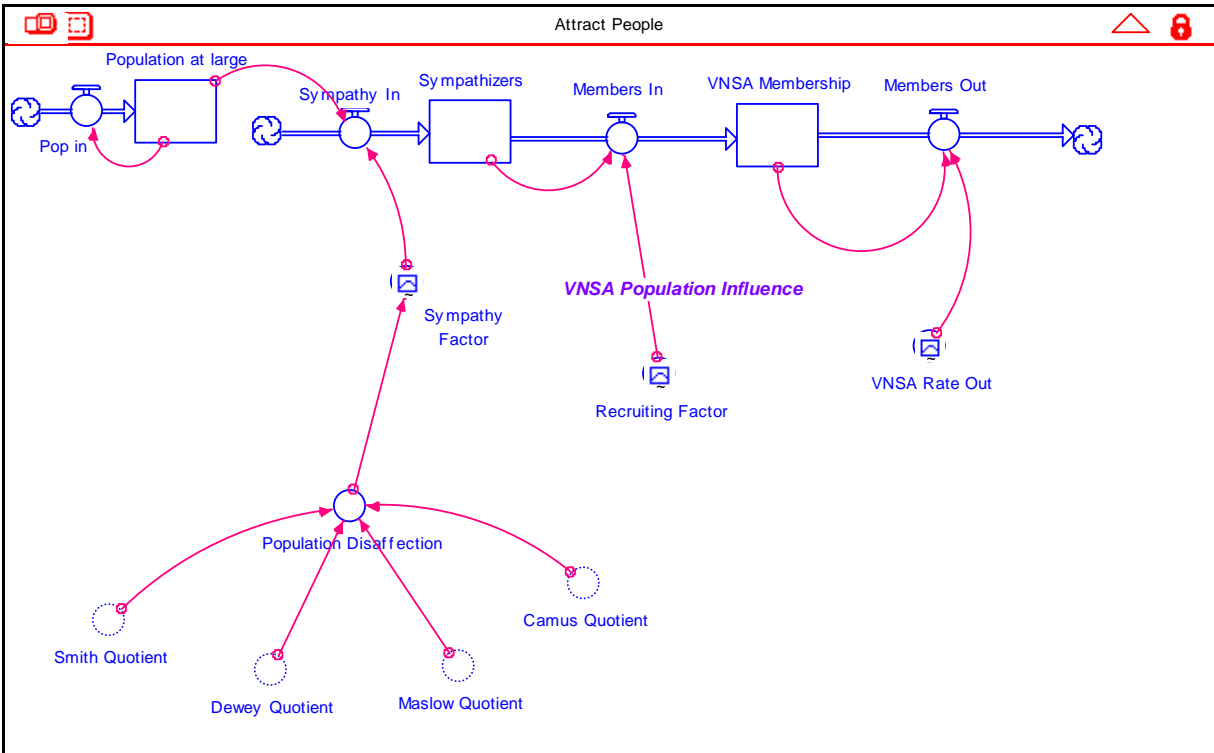 Attract People
Population at large
Pop in
Sympathy In
Sympathizers
Members In
VNSA Membership
Members Out
VNSA Population Influence
Sympathy
Factor
Recruiting Factor
VNSA Rate Out
Population Disaffection
Smith Quotient
Dewey Quotient
Maslow Quotient
Camus Quotient